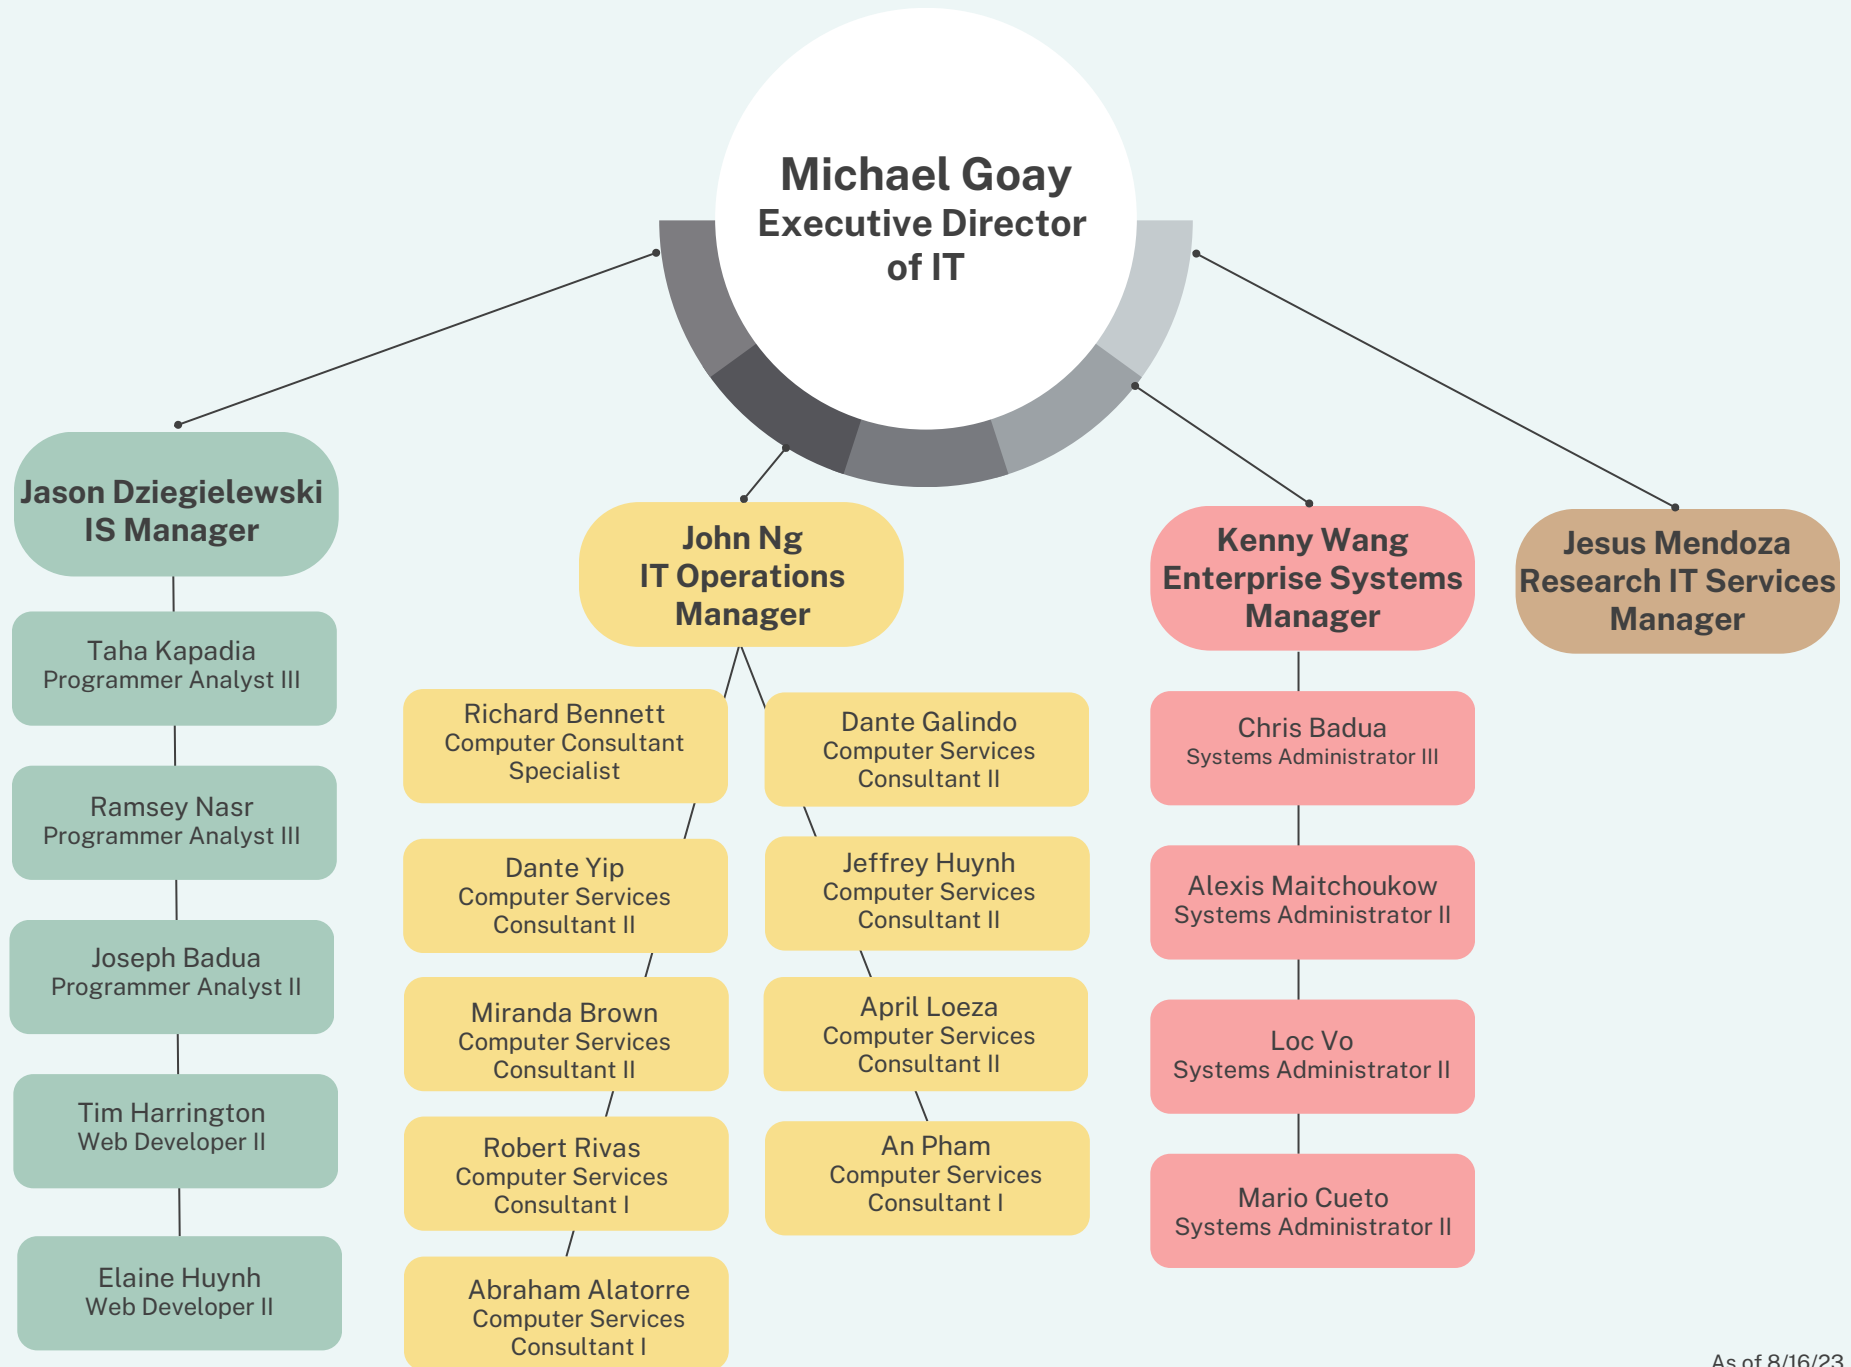 Michael Goay
Executive Director
of IT
Jason Dziegielewski
IS Manager
Taha Kapadia
Programmer Analyst III
Ramsey Nasr
Programmer Analyst III
Joseph Badua
Programmer Analyst II
Tim Harrington
Web Developer II
Elaine Huynh
Web Developer II
John Ng
IT Operations
Manager
Richard Bennett
Computer Consultant
Specialist
Dante Yip
Computer Services
Consultant II
Miranda Brown
Computer Services
Consultant II
Robert Rivas
Computer Services
Consultant I
Abraham Alatorre
Computer Services
Consultant I
Dante Galindo
Computer Services
Consultant II
Jeffrey Huynh
Computer Services
Consultant II
April Loeza
Computer Services
Consultant II
An Pham
Computer Services
Consultant I
Kenny Wang
Enterprise Systems
Manager
Chris Badua
Systems Administrator III
Alexis Maitchoukow
Systems Administrator II
Loc Vo
Systems Administrator II
Mario Cueto
Systems Administrator II
Jesus Mendoza
Research IT Services
Manager
As of 8/16/23